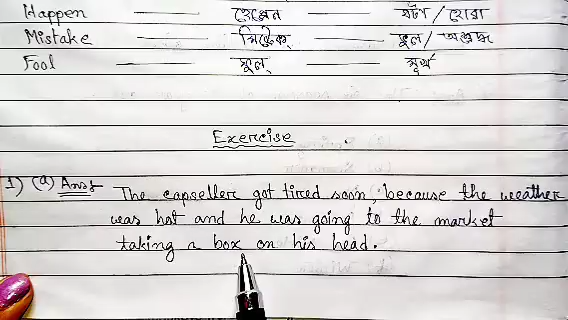 Happen — হেপ্পেন — ঘটা / হোৱা
Mistake — মিষ্টেক্ — ভুল / অশুদ্ধ
Fool — ফুল্ — মূৰ্খ
Exercise
1) (a) Ans: The capseller got tired soon, because the weather
was hot and he was going to the market
taking a box on his head.